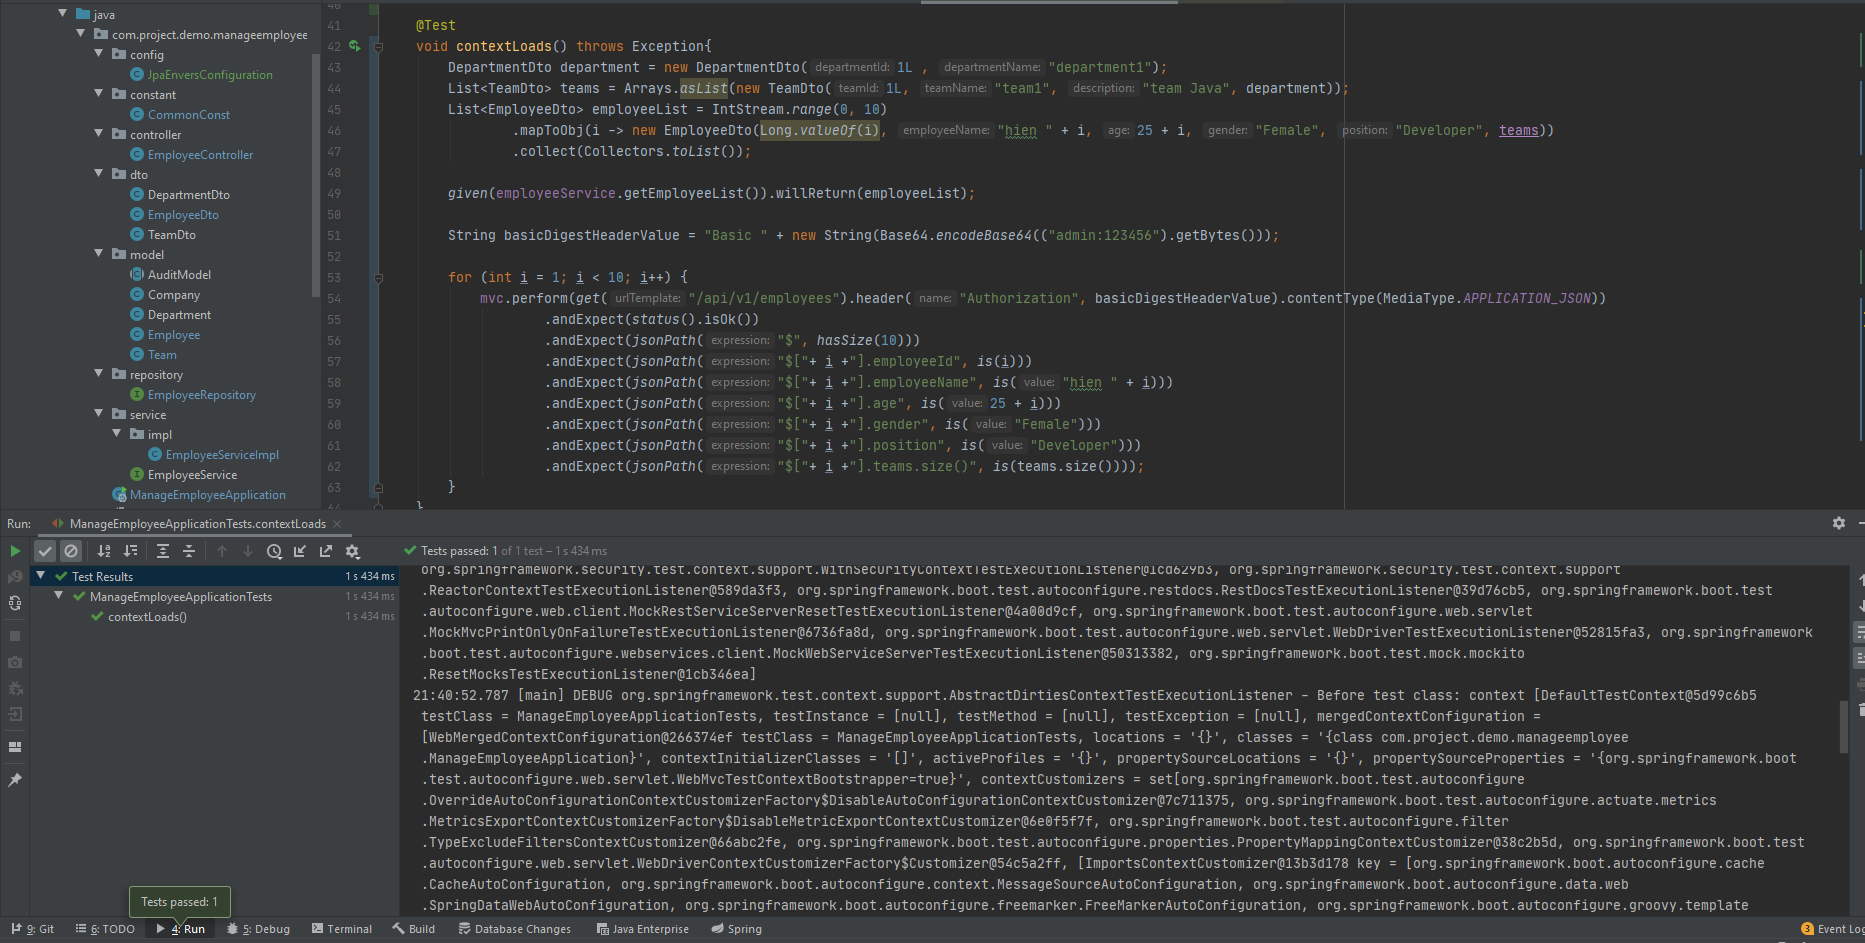 java
com.project.demo.manageemployee
config
JpaEnversConfiguration
constant
CommonConst
controller
EmployeeController
dto
DepartmentDto
EmployeeDto
TeamDto
model
AuditModel
Company
Department
Employee
Team
repository
EmployeeRepository
service
impl
EmployeeServiceImpl
EmployeeService
ManageEmployeeApplication
40
41 @Test
42 void contextLoads() throws Exception{
43 DepartmentDto department = new DepartmentDto( departmentId: 1L , departmentName: "department1");
44 List<TeamDto> teams = Arrays.asList(new TeamDto( teamId: 1L, teamName: "team1", description: "team Java", department));
45 List<EmployeeDto> employeeList = IntStream.range(0, 10)
46 .mapToObj(i -> new EmployeeDto(Long.valueOf(i), employeeName: "hien " + i, age: 25 + i, gender: "Female", position: "Developer", teams))
47 .collect(Collectors.toList());
48
49 given(employeeService.getEmployeeList()).willReturn(employeeList);
50
51 String basicDigestHeaderValue = "Basic " + new String(Base64.encodeBase64(("admin:123456").getBytes()));
52
53 for (int i = 1; i < 10; i++) {
54 mvc.perform(get( urlTemplate: "/api/v1/employees").header( name: "Authorization", basicDigestHeaderValue).contentType(MediaType.APPLICATION_JSON))
55 .andExpect(status().isOk())
56 .andExpect(jsonPath( expression: "$", hasSize(10)))
57 .andExpect(jsonPath( expression: "$["+ i +"].employeeId", is(i)))
58 .andExpect(jsonPath( expression: "$["+ i +"].employeeName", is( value: "hien " + i)))
59 .andExpect(jsonPath( expression: "$["+ i +"].age", is( value: 25 + i)))
60 .andExpect(jsonPath( expression: "$["+ i +"].gender", is( value: "Female")))
61 .andExpect(jsonPath( expression: "$["+ i +"].position", is( value: "Developer")))
62 .andExpect(jsonPath( expression: "$["+ i +"].teams.size()", is(teams.size())));
63 }
}
Run: ManageEmployeeApplicationTests.contextLoads
Tests passed: 1 of 1 test – 1 s 434 ms
Test Results 1 s 434 ms
ManageEmployeeApplicationTests 1 s 434 ms
contextLoads() 1 s 434 ms
org.springframework.security.test.context.support.WithSecurityContextTestExecutionListener@1cd629b3, org.springframework.security.test.context.support
.ReactorContextTestExecutionListener@589da3f3, org.springframework.boot.test.autoconfigure.restdocs.RestDocsTestExecutionListener@39d76cb5, org.springframework.boot.test
.autoconfigure.web.client.MockRestServiceServerResetTestExecutionListener@4a00d9cf, org.springframework.boot.test.autoconfigure.web.servlet
.MockMvcPrintOnlyOnFailureTestExecutionListener@6736fa8d, org.springframework.boot.test.autoconfigure.web.servlet.WebDriverTestExecutionListener@52815fa3, org.springframework
.boot.test.autoconfigure.webservices.client.MockWebServiceServerTestExecutionListener@50313382, org.springframework.boot.test.mock.mockito
.ResetMocksTestExecutionListener@1cb346ea]
21:40:52.787 [main] DEBUG org.springframework.test.context.support.AbstractDirtiesContextTestExecutionListener - Before test class: context [DefaultTestContext@5d99c6b5
testClass = ManageEmployeeApplicationTests, testInstance = [null], testMethod = [null], testException = [null], mergedContextConfiguration =
[WebMergedContextConfiguration@266374ef testClass = ManageEmployeeApplicationTests, locations = '{}', classes = '{class com.project.demo.manageemployee
.ManageEmployeeApplication}', contextInitializerClasses = '[]', activeProfiles = '{}', propertySourceLocations = '{}', propertySourceProperties = '{org.springframework.boot
.test.autoconfigure.web.servlet.WebMvcTestContextBootstrapper=true}', contextCustomizers = set[org.springframework.boot.test.autoconfigure
.OverrideAutoConfigurationContextCustomizerFactory$DisableAutoConfigurationContextCustomizer@7c711375, org.springframework.boot.test.autoconfigure.actuate.metrics
.MetricsExportContextCustomizerFactory$DisableMetricExportContextCustomizer@6e0f5f7f, org.springframework.boot.test.autoconfigure.filter
.TypeExcludeFiltersContextCustomizer@66abc2fe, org.springframework.boot.test.autoconfigure.properties.PropertyMappingContextCustomizer@38c2b5d, org.springframework.boot.test
.autoconfigure.web.servlet.WebDriverContextCustomizerFactory$Customizer@54c5a2ff, [ImportsContextCustomizer@13b3d178 key = [org.springframework.boot.autoconfigure.cache
.CacheAutoConfiguration, org.springframework.boot.autoconfigure.context.MessageSourceAutoConfiguration, org.springframework.boot.autoconfigure.data.web
.SpringDataWebAutoConfiguration, org.springframework.boot.autoconfigure.freemarker.FreeMarkerAutoConfiguration, org.springframework.boot.autoconfigure.groovy.template
Tests passed: 1
9: Git 6: TODO 4: Run 5: Debug Terminal Build Database Changes Java Enterprise Spring 3 Event Log